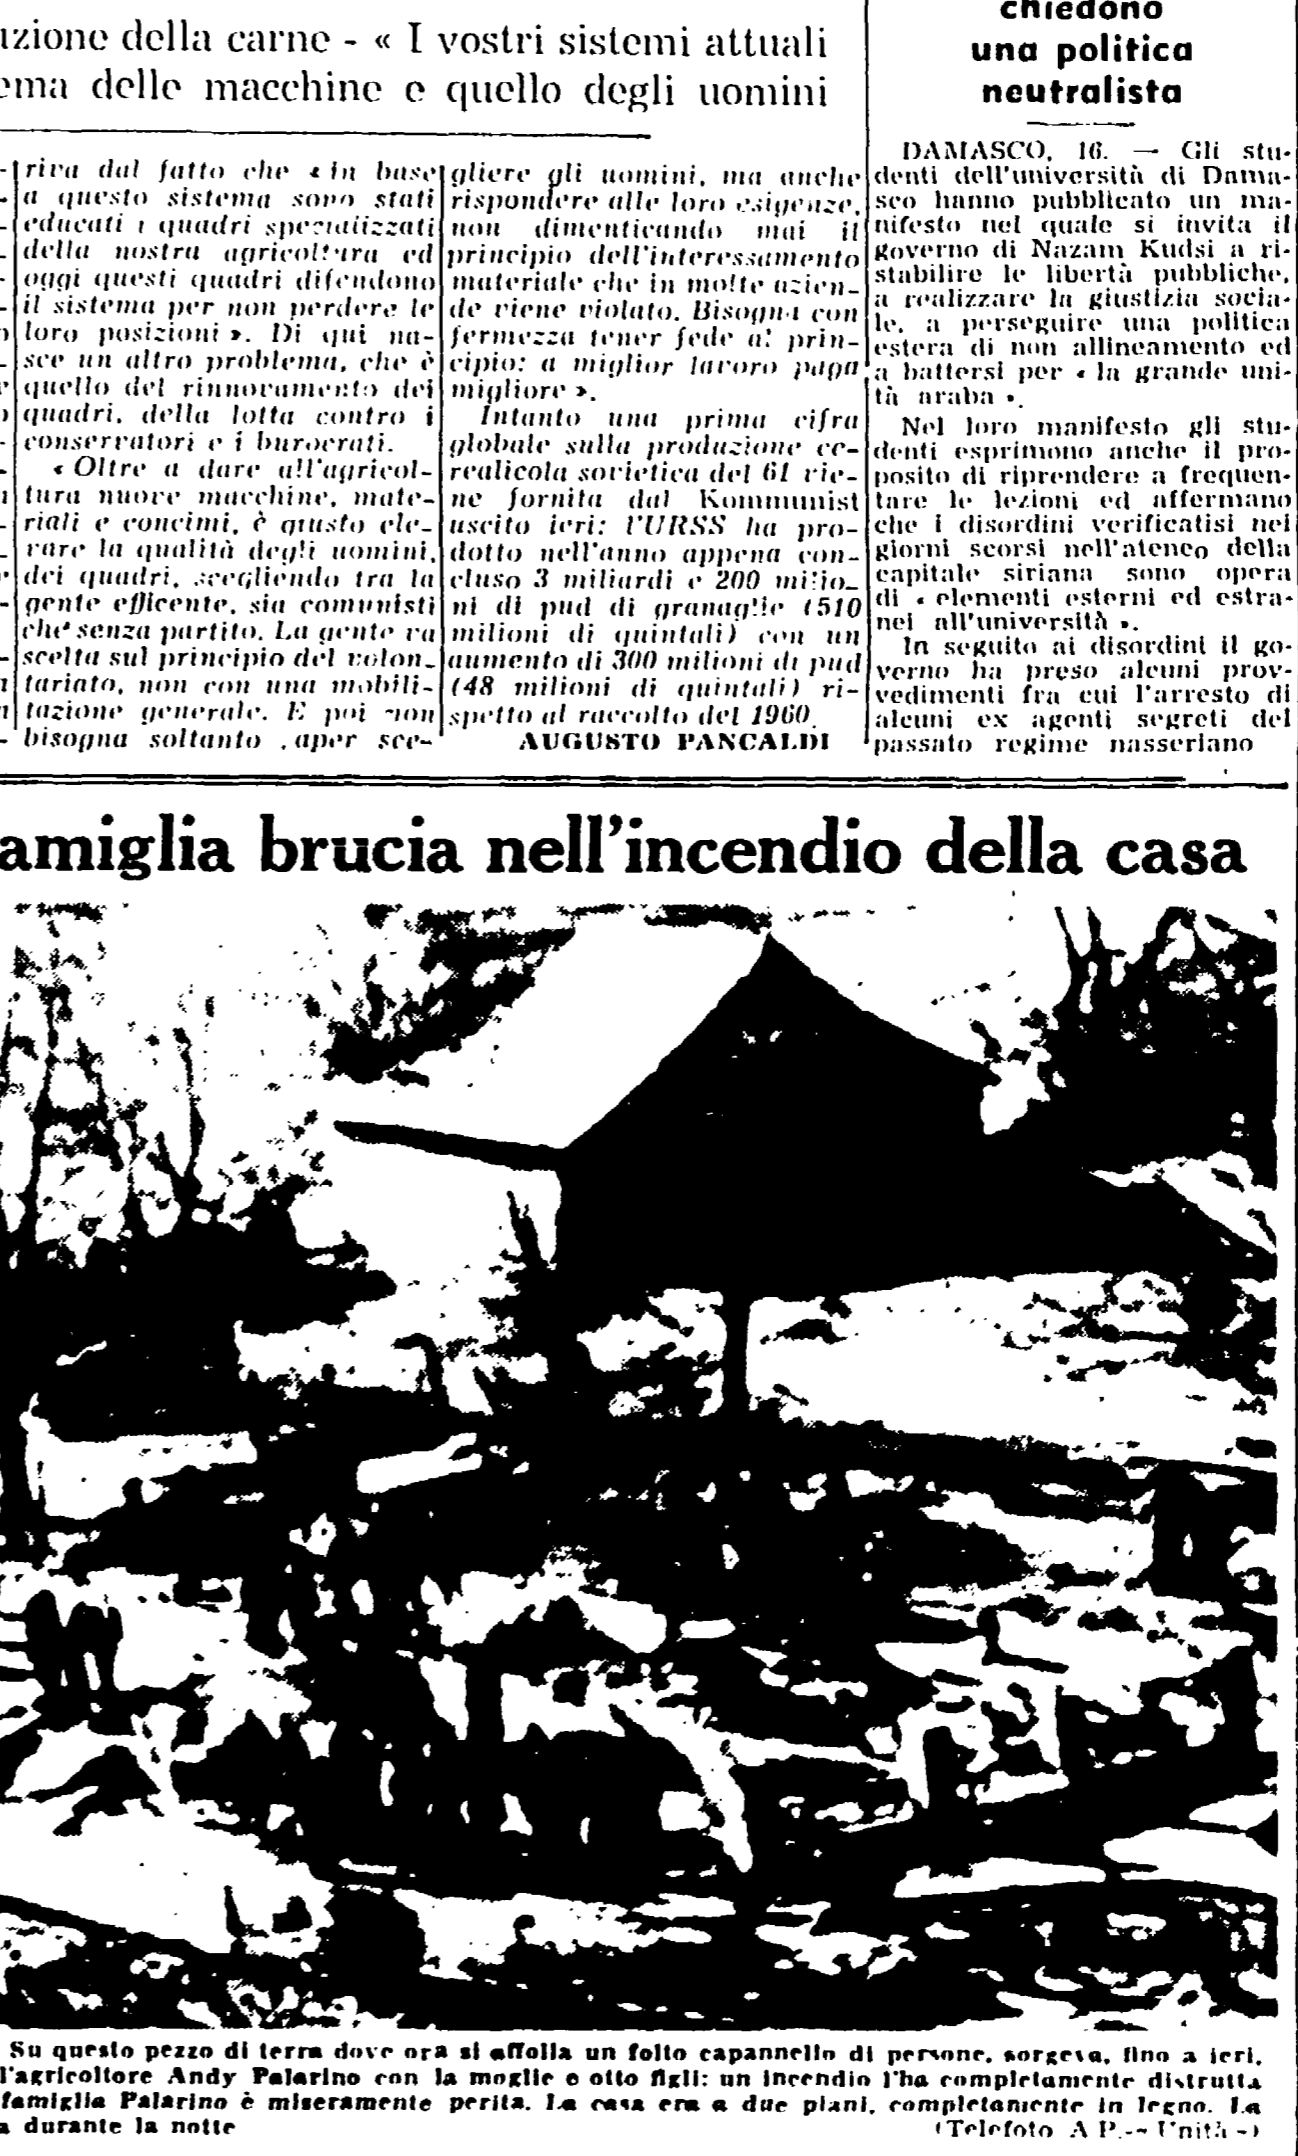 uzione della carne - « I vostri sistemi attuali
ema delle macchine e quello degli uomini
riva dal fatto che « in base
a questo sistema sono stati
educati i quadri specializzati
della nostra agricoltura ed
oggi questi quadri difendono
il sistema per non perdere le
loro posizioni ». Di qui na-
sce un altro problema, che è
quello del rinnovamento dei
quadri, della lotta contro i
conservatori e i burocrati.
« Oltre a dare all'agricol-
tura nuove macchine, mate-
riali e concimi, è giusto ele-
vare la qualità degli uomini,
dei quadri, scegliendo tra la
gente efficente, sia comunisti
che senza partito. La gente va
scelta sul principio del volon-
tariato, non con una mobili-
tazione generale. E poi non
bisogna soltanto saper sce-
gliere gli uomini, ma anche
rispondere alle loro esigenze,
non dimenticando mai il
principio dell'interessamento
materiale che in molte azien-
de viene violato. Bisogna con
fermezza tener fede al prin-
cipio: a miglior lavoro paga
migliore ».
Intanto una prima cifra
globale sulla produzione ce-
realicola sovietica del 61 vie-
ne fornita dal Kommunist
uscito ieri: l'URSS ha pro-
dotto nell'anno appena con-
cluso 3 miliardi e 200 milio-
ni di pud di granaglie (510
milioni di quintali) con un
aumento di 300 milioni di pud
(48 milioni di quintali) ri-
spetto al raccolto del 1960.
AUGUSTO PANCALDI
chiedono
una politica
neutralista
DAMASCO, 16. — Gli stu-
denti dell'università di Dama-
sco hanno pubblicato un ma-
nifesto nel quale si invita il
governo di Nazam Kudsi a ri-
stabilire le libertà pubbliche,
a realizzare la giustizia socia-
le, a perseguire una politica
estera di non allineamento ed
a battersi per « la grande uni-
tà araba ».
Nel loro manifesto gli stu-
denti esprimono anche il pro-
posito di riprendere a frequen-
tare le lezioni ed affermano
che i disordini verificatisi nei
giorni scorsi nell'ateneo della
capitale siriana sono opera
di « elementi esterni ed estra-
nei all'università ».
In seguito ai disordini il go-
verno ha preso alcuni prov-
vedimenti fra cui l'arresto di
alcuni ex agenti segreti del
passato regime nasseriano
amiglia brucia nell'incendio della casa
Su questo pezzo di terra dove ora si affolla un folto capannello di persone, sorgeva, fino a ieri,
l'agricoltore Andy Palarino con la moglie e otto figli: un incendio l'ha completamente distrutta
famiglia Palarino è miseramente perita. La casa era a due piani, completamente in legno. La
a durante la notte (Telefoto A.P.-- Unità -)